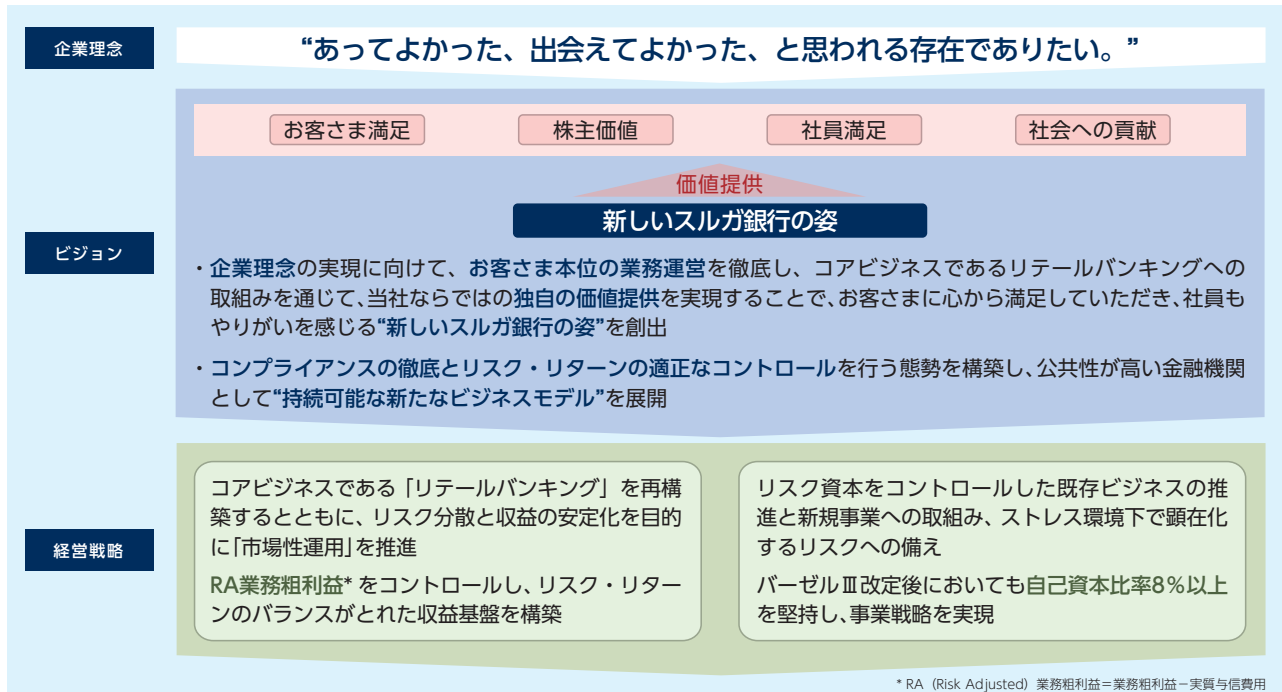 企業理念
“あってよかった、出会えてよかった、と思われる存在でありたい。”
お客さま満足
株主価値
社員満足
社会への貢献
価値提供
新しいスルガ銀行の姿
ビジョン
・企業理念の実現に向けて、お客さま本位の業務運営を徹底し、コアビジネスであるリテールバンキングへの
取組みを通じて、当社ならではの独自の価値提供を実現することで、お客さまに心から満足していただき、社員も
やりがいを感じる“新しいスルガ銀行の姿”を創出
・コンプライアンスの徹底とリスク・リターンの適正なコントロールを行う態勢を構築し、公共性が高い金融機関
として“持続可能な新たなビジネスモデル”を展開
経営戦略
コアビジネスである「リテールバンキング」を再構
築するとともに、リスク分散と収益の安定化を目的
に「市場性運用」を推進
RA業務粗利益* をコントロールし、リスク・リター
ンのバランスがとれた収益基盤を構築
リスク資本をコントロールした既存ビジネスの推
進と新規事業への取組み、ストレス環境下で顕在化
するリスクへの備え
バーゼルⅢ改定後においても自己資本比率8％以上
を堅持し、事業戦略を実現
* RA（Risk Adjusted）業務粗利益＝業務粗利益－実質与信費用